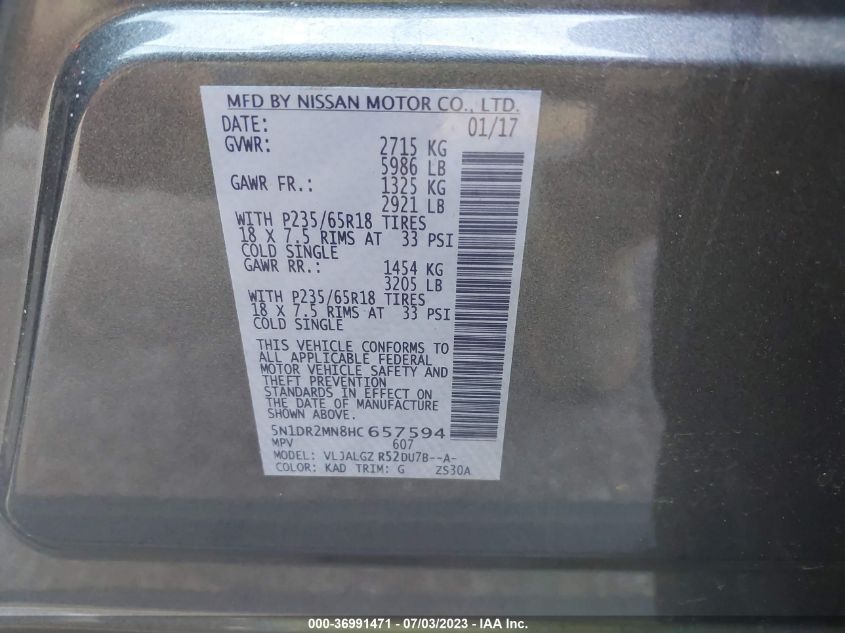 MFD BY NISSAN MOTOR CO., LTD.
DATE: 01/17
GVWR: 2715 KG
5986 LB
GAWR FR.: 1325 KG
2921 LB
WITH P235/65R18 TIRES
18 X 7.5 RIMS AT 33 PSI
COLD SINGLE
GAWR RR.: 1454 KG
3205 LB
WITH P235/65R18 TIRES
18 X 7.5 RIMS AT 33 PSI
COLD SINGLE
THIS VEHICLE CONFORMS TO
ALL APPLICABLE FEDERAL
MOTOR VEHICLE SAFETY AND
THEFT PREVENTION
STANDARDS IN EFFECT ON
THE DATE OF MANUFACTURE
SHOWN ABOVE.
5N1DR2MN8HC657594
MPV 607
MODEL: VLJALGZ R52DU7B--A-
COLOR: KAD TRIM: G ZS30A
000-36991471 - 07/03/2023 - IAA Inc.